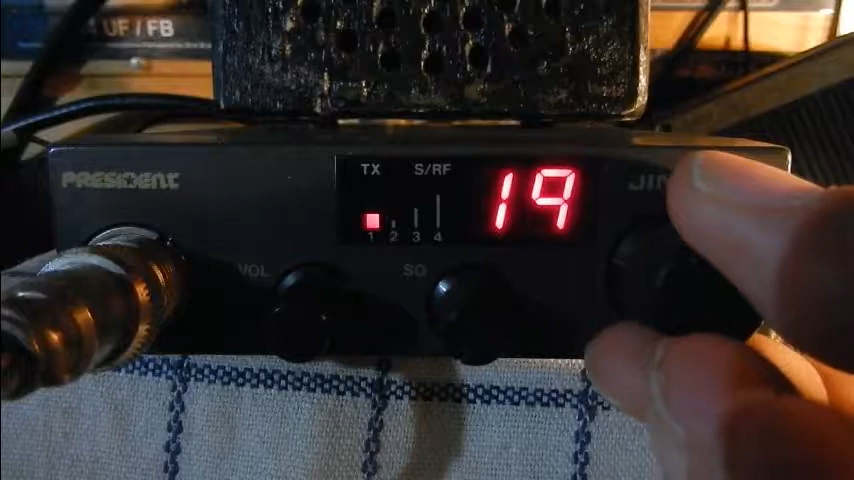 UF / FB
PRESIDENT
TX S/RF
19
1 2 3 4
VOL
SQ